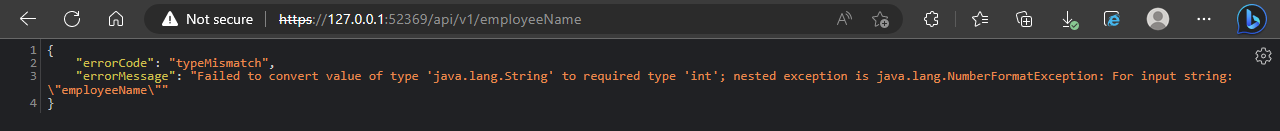 Not secure https://127.0.0.1:52369/api/v1/employeeName
1 {
2 "errorCode": "typeMismatch",
3 "errorMessage": "Failed to convert value of type 'java.lang.String' to required type 'int'; nested exception is java.lang.NumberFormatException: For input string:
\"employeeName\""
4 }